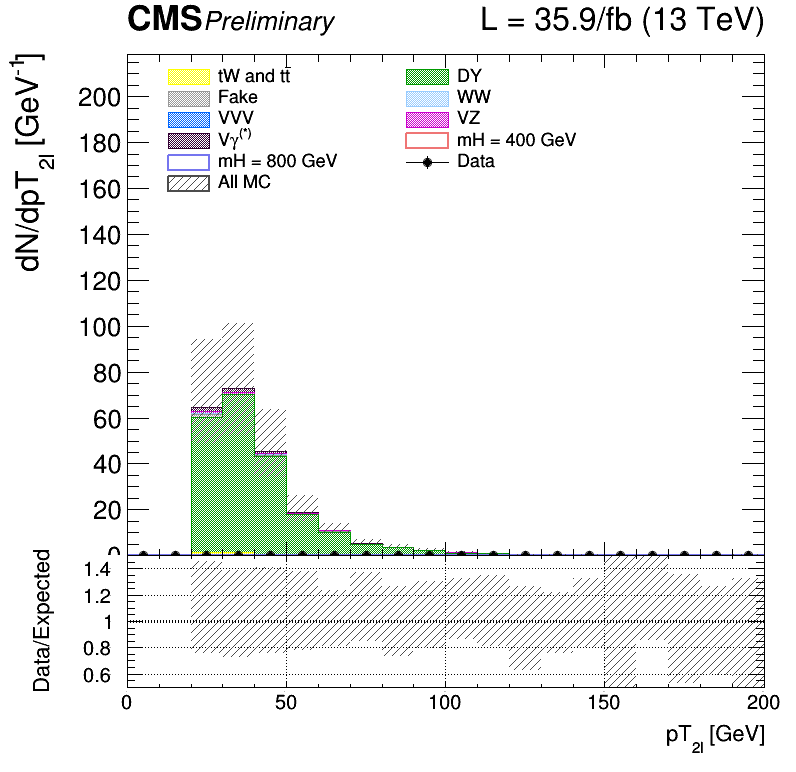 CMS Preliminary L = 35.9/fb (13 TeV)
dN/dpT2l [GeV-1]
200
180
160
140
120
100
80
60
40
20
0
tW and tt̄
Fake
VVV
Vγ(*)
mH = 800 GeV
All MC
DY
WW
VZ
mH = 400 GeV
Data
Data/Expected
1.4
1.2
1
0.8
0.6
0 50 100 150 200
pT2l [GeV]